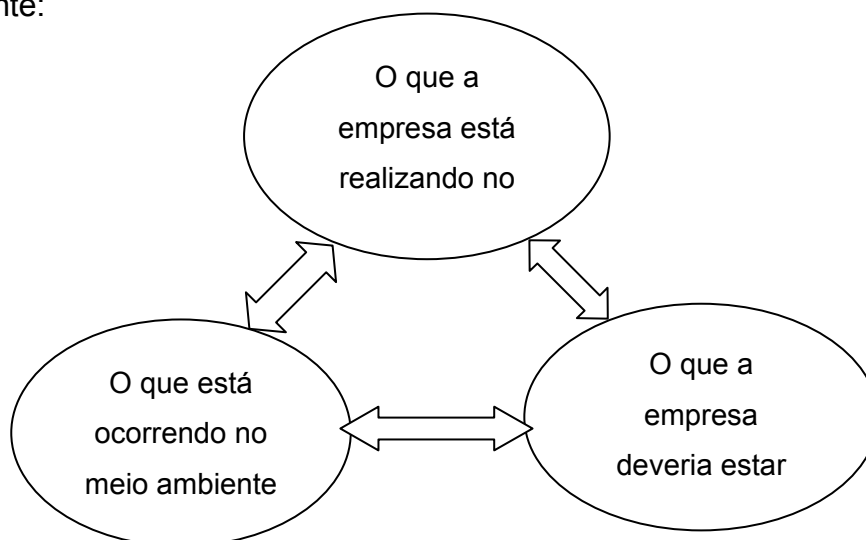 nte:
O que a
empresa está
realizando no
O que está
ocorrendo no
meio ambiente
O que a
empresa
deveria estar